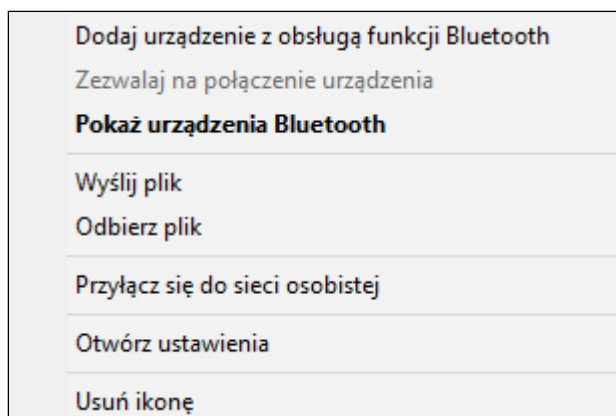 Dodaj urządzenie z obsługą funkcji Bluetooth
Zezwalaj na połączenie urządzenia
Pokaż urządzenia Bluetooth
Wyślij plik
Odbierz plik
Przyłącz się do sieci osobistej
Otwórz ustawienia
Usuń ikonę